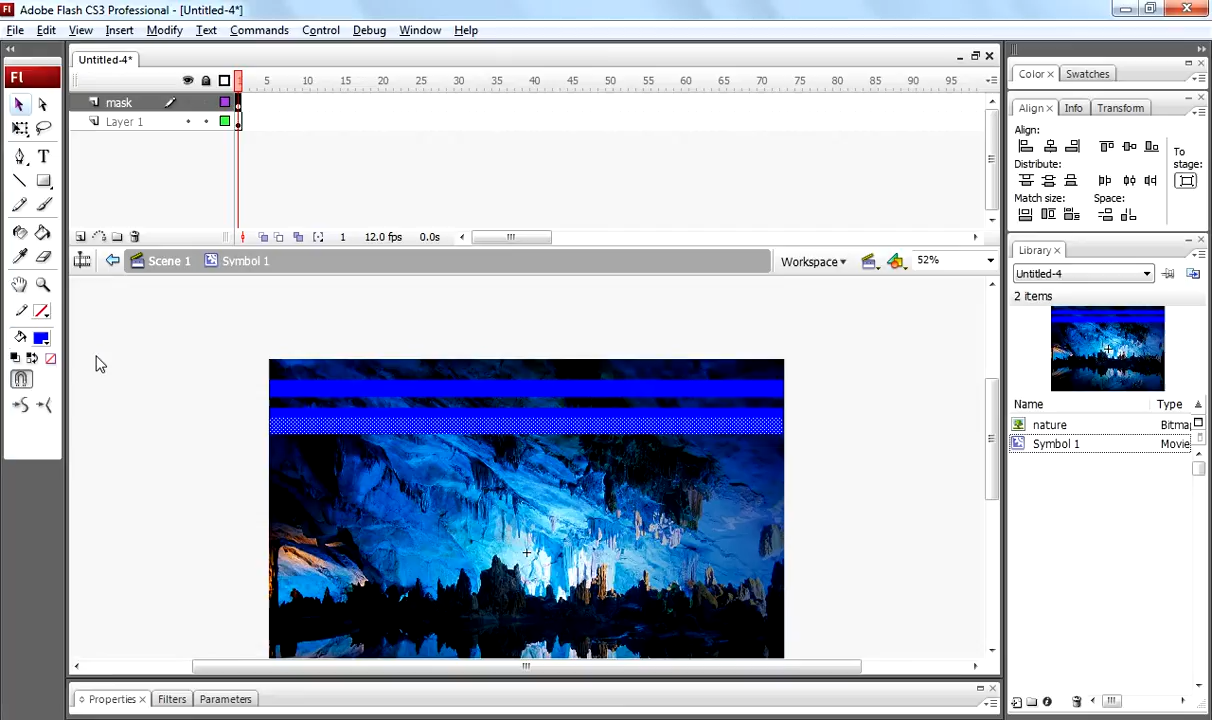 Fl Adobe Flash CS3 Professional - [Untitled-4*]
File Edit View Insert Modify Text Commands Control Debug Window Help
Untitled-4*
Fl
1 5 10 15 20 25 30 35 40 45 50 55 60 65 70 75 80 85 90 95
mask
Layer 1
1 12.0 fps 0.0s
Scene 1 Symbol 1 Workspace 52%
Properties Filters Parameters
Color Swatches
Align Info Transform
Align:
To stage:
Distribute:
Match size: Space:
Library
Untitled-4
2 items
Name Type
nature Bitma
Symbol 1 Movie